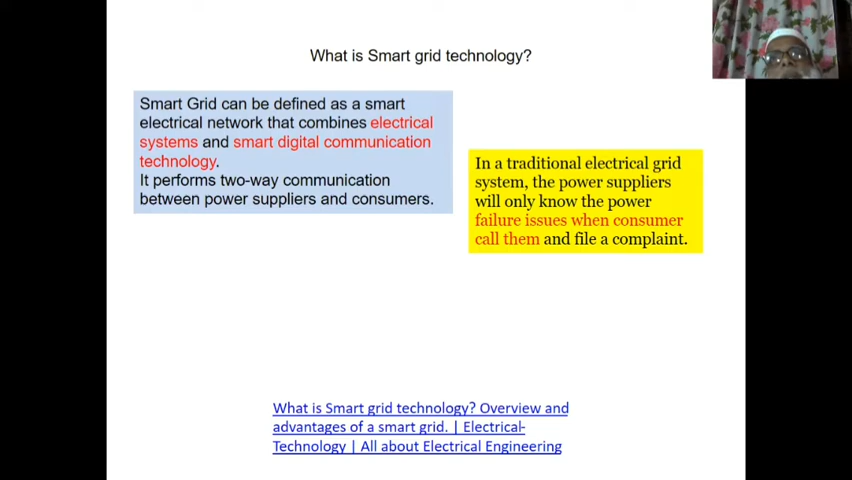 What is Smart grid technology?
Smart Grid can be defined as a smart
electrical network that combines electrical
systems and smart digital communication
technology.
It performs two-way communication
between power suppliers and consumers.
In a traditional electrical grid
system, the power suppliers
will only know the power
failure issues when consumer
call them and file a complaint.
What is Smart grid technology? Overview and
advantages of a smart grid. | Electrical-
Technology | All about Electrical Engineering